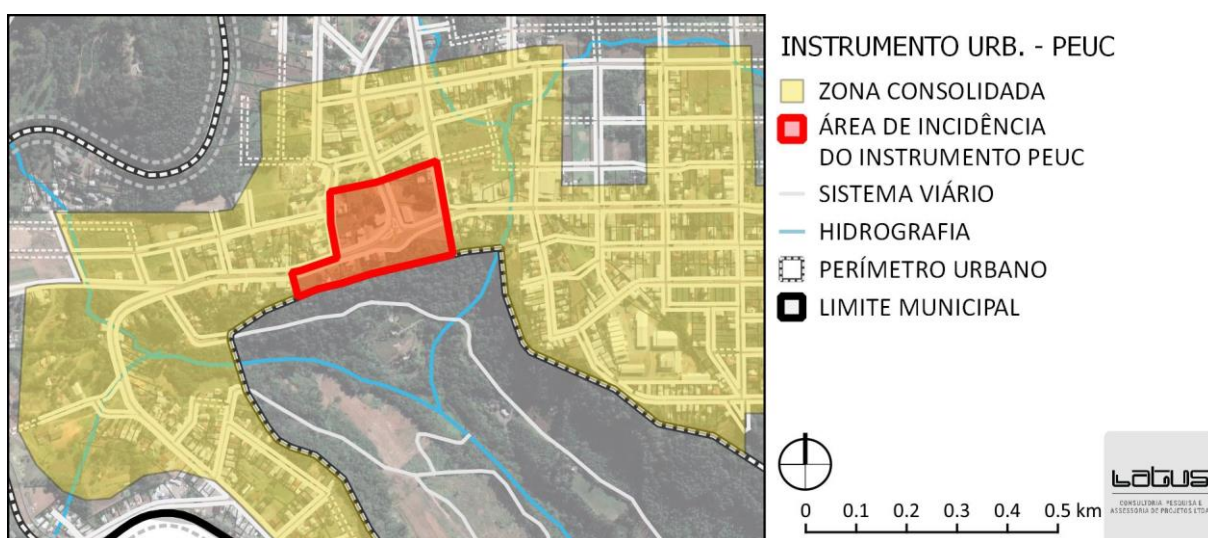 INSTRUMENTO URB. - PEUC
ZONA CONSOLIDADA
ÁREA DE INCIDÊNCIA
DO INSTRUMENTO PEUC
SISTEMA VIÁRIO
HIDROGRAFIA
PERÍMETRO URBANO
LIMITE MUNICIPAL
0 0.1 0.2 0.3 0.4 0.5 km
Latus
CONSULTORIA, PESQUISA E
ASSESSORIA DE PROJETOS LTDA